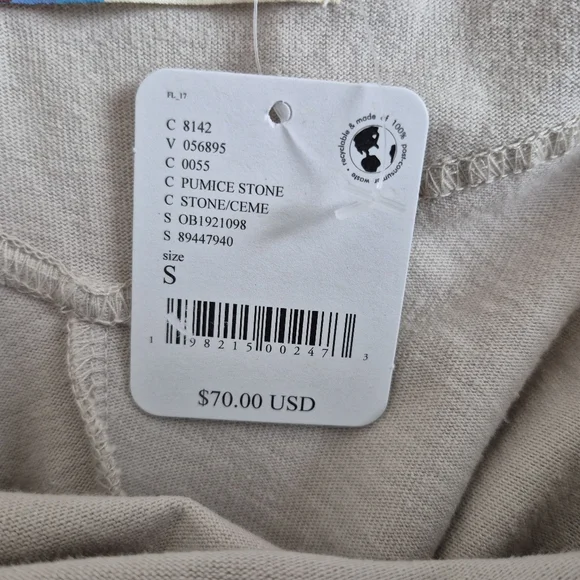 FL_17
recyclable & made of 100% post-consumer waste •
C 8142
V 056895
C 0055
C PUMICE STONE
C STONE/CEME
S OB1921098
S 89447940
size
S
1 98215 00247 3
$70.00 USD